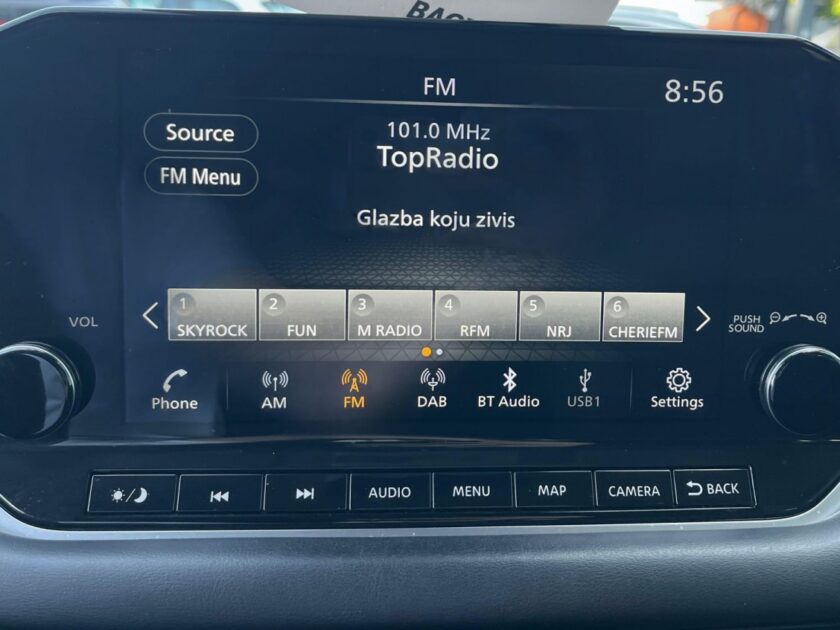 FM
8:56
Source
101.0 MHz
TopRadio
FM Menu
Glazba koju zivis
VOL
PUSH
SOUND
1 SKYROCK
2 FUN
3 M RADIO
4 RFM
5 NRJ
6 CHERIEFM
Phone
AM
FM
DAB
BT Audio
USB1
Settings
AUDIO
MENU
MAP
CAMERA
BACK